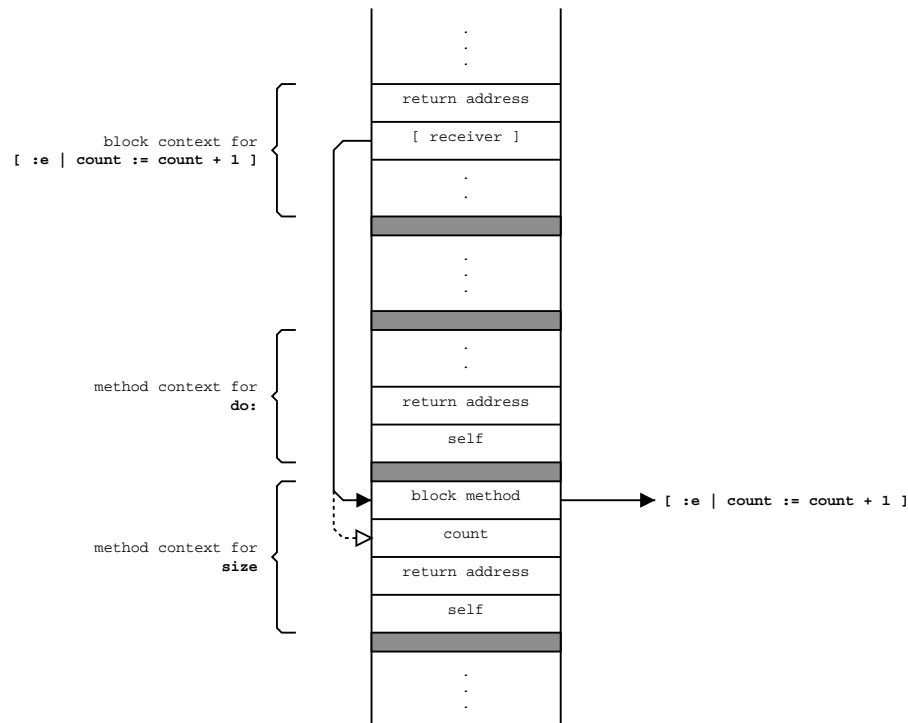 .
.
.
return address
block context for
[ :e | count := count + 1 ]
[ receiver ]
.
.
.
.
.
.
.
method context for
do:
return address
self
block method
[ :e | count := count + 1 ]
count
method context for
size
return address
self
.
.
.